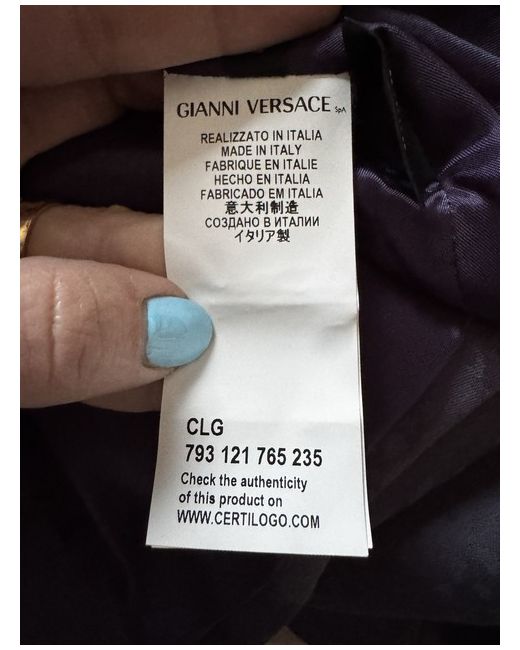 GIANNI VERSACE SpA
REALIZZATO IN ITALIA
MADE IN ITALY
FABRIQUE EN ITALIE
HECHO EN ITALIA
FABRICADO EM ITALIA
意大利制造
СОЗДАНО В ИТАЛИИ
イタリア製
CLG
793 121 765 235
Check the authenticity
of this product on
WWW.CERTILOGO.COM